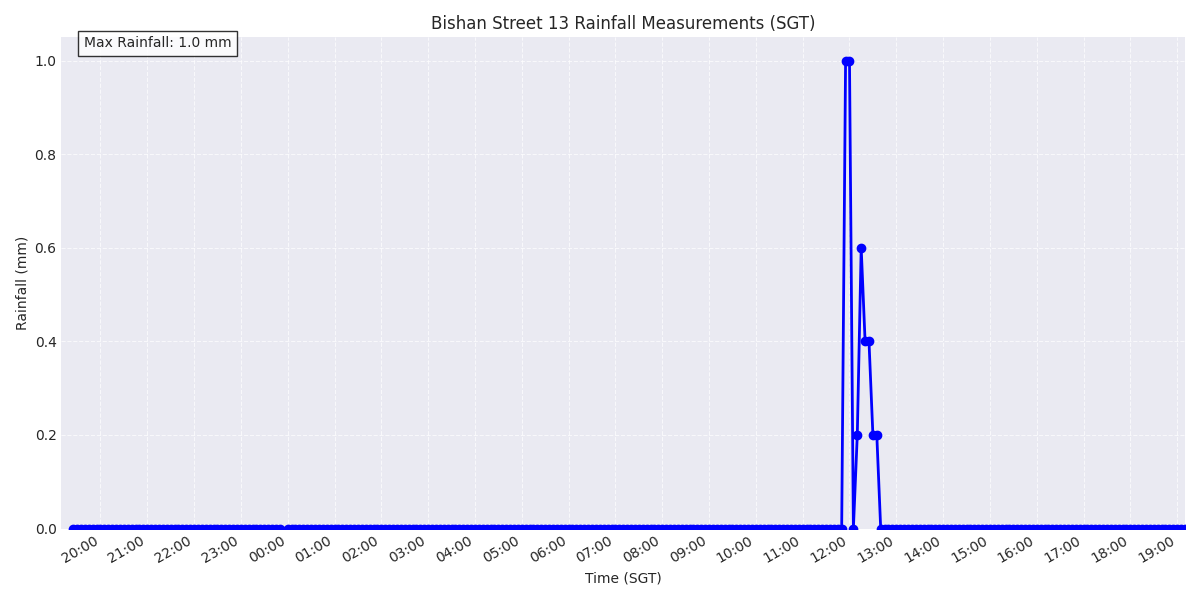 Bishan Street 13 Rainfall Measurements (SGT)
Max Rainfall: 1.0 mm
1.0
0.8
0.6
0.4
0.2
0.0
Rainfall (mm)
20:00 21:00 22:00 23:00 00:00 01:00 02:00 03:00 04:00 05:00 06:00 07:00 08:00 09:00 10:00 11:00 12:00 13:00 14:00 15:00 16:00 17:00 18:00 19:00
Time (SGT)